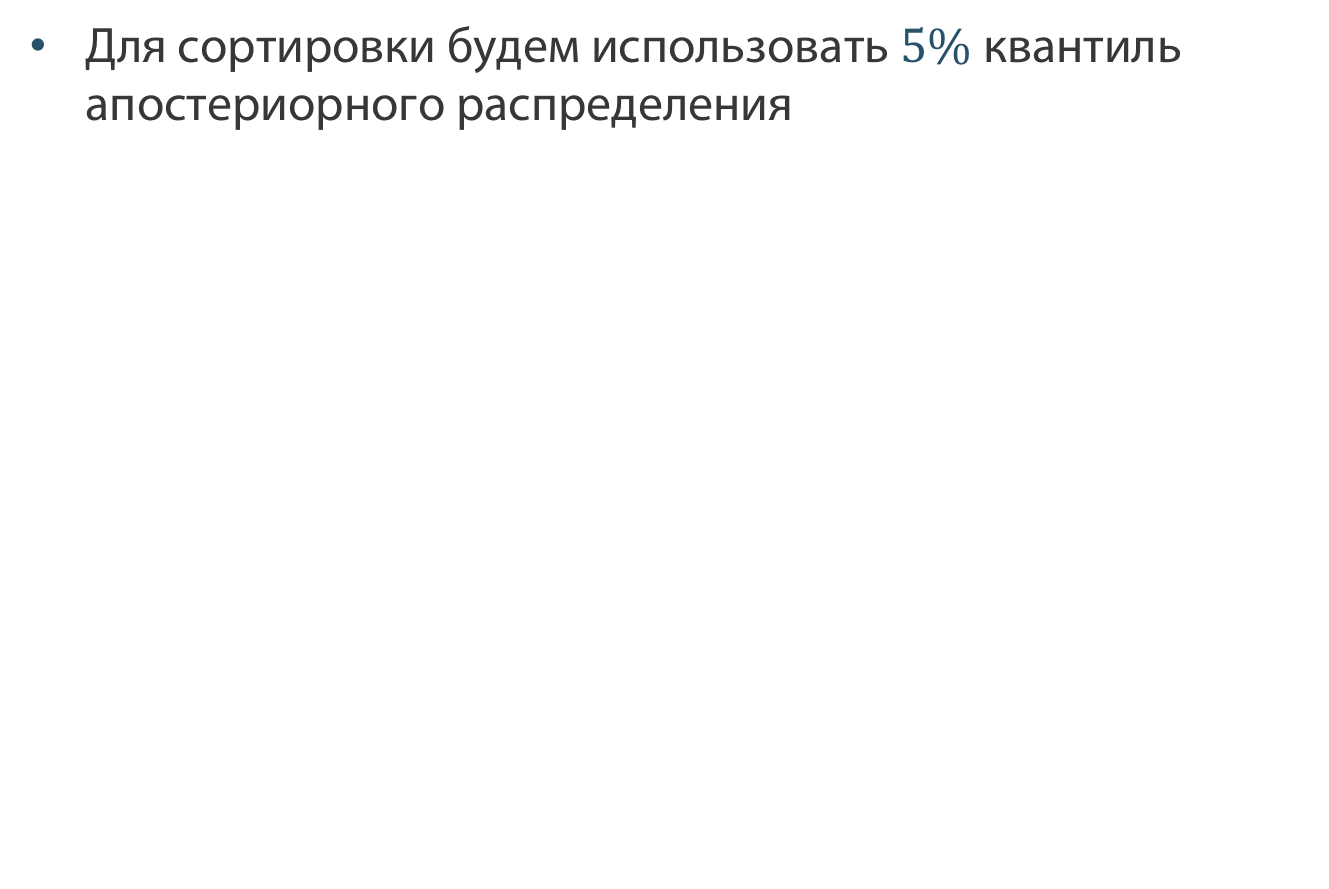 • Для сортировки будем использовать 5% квантиль
апостериорного распределения